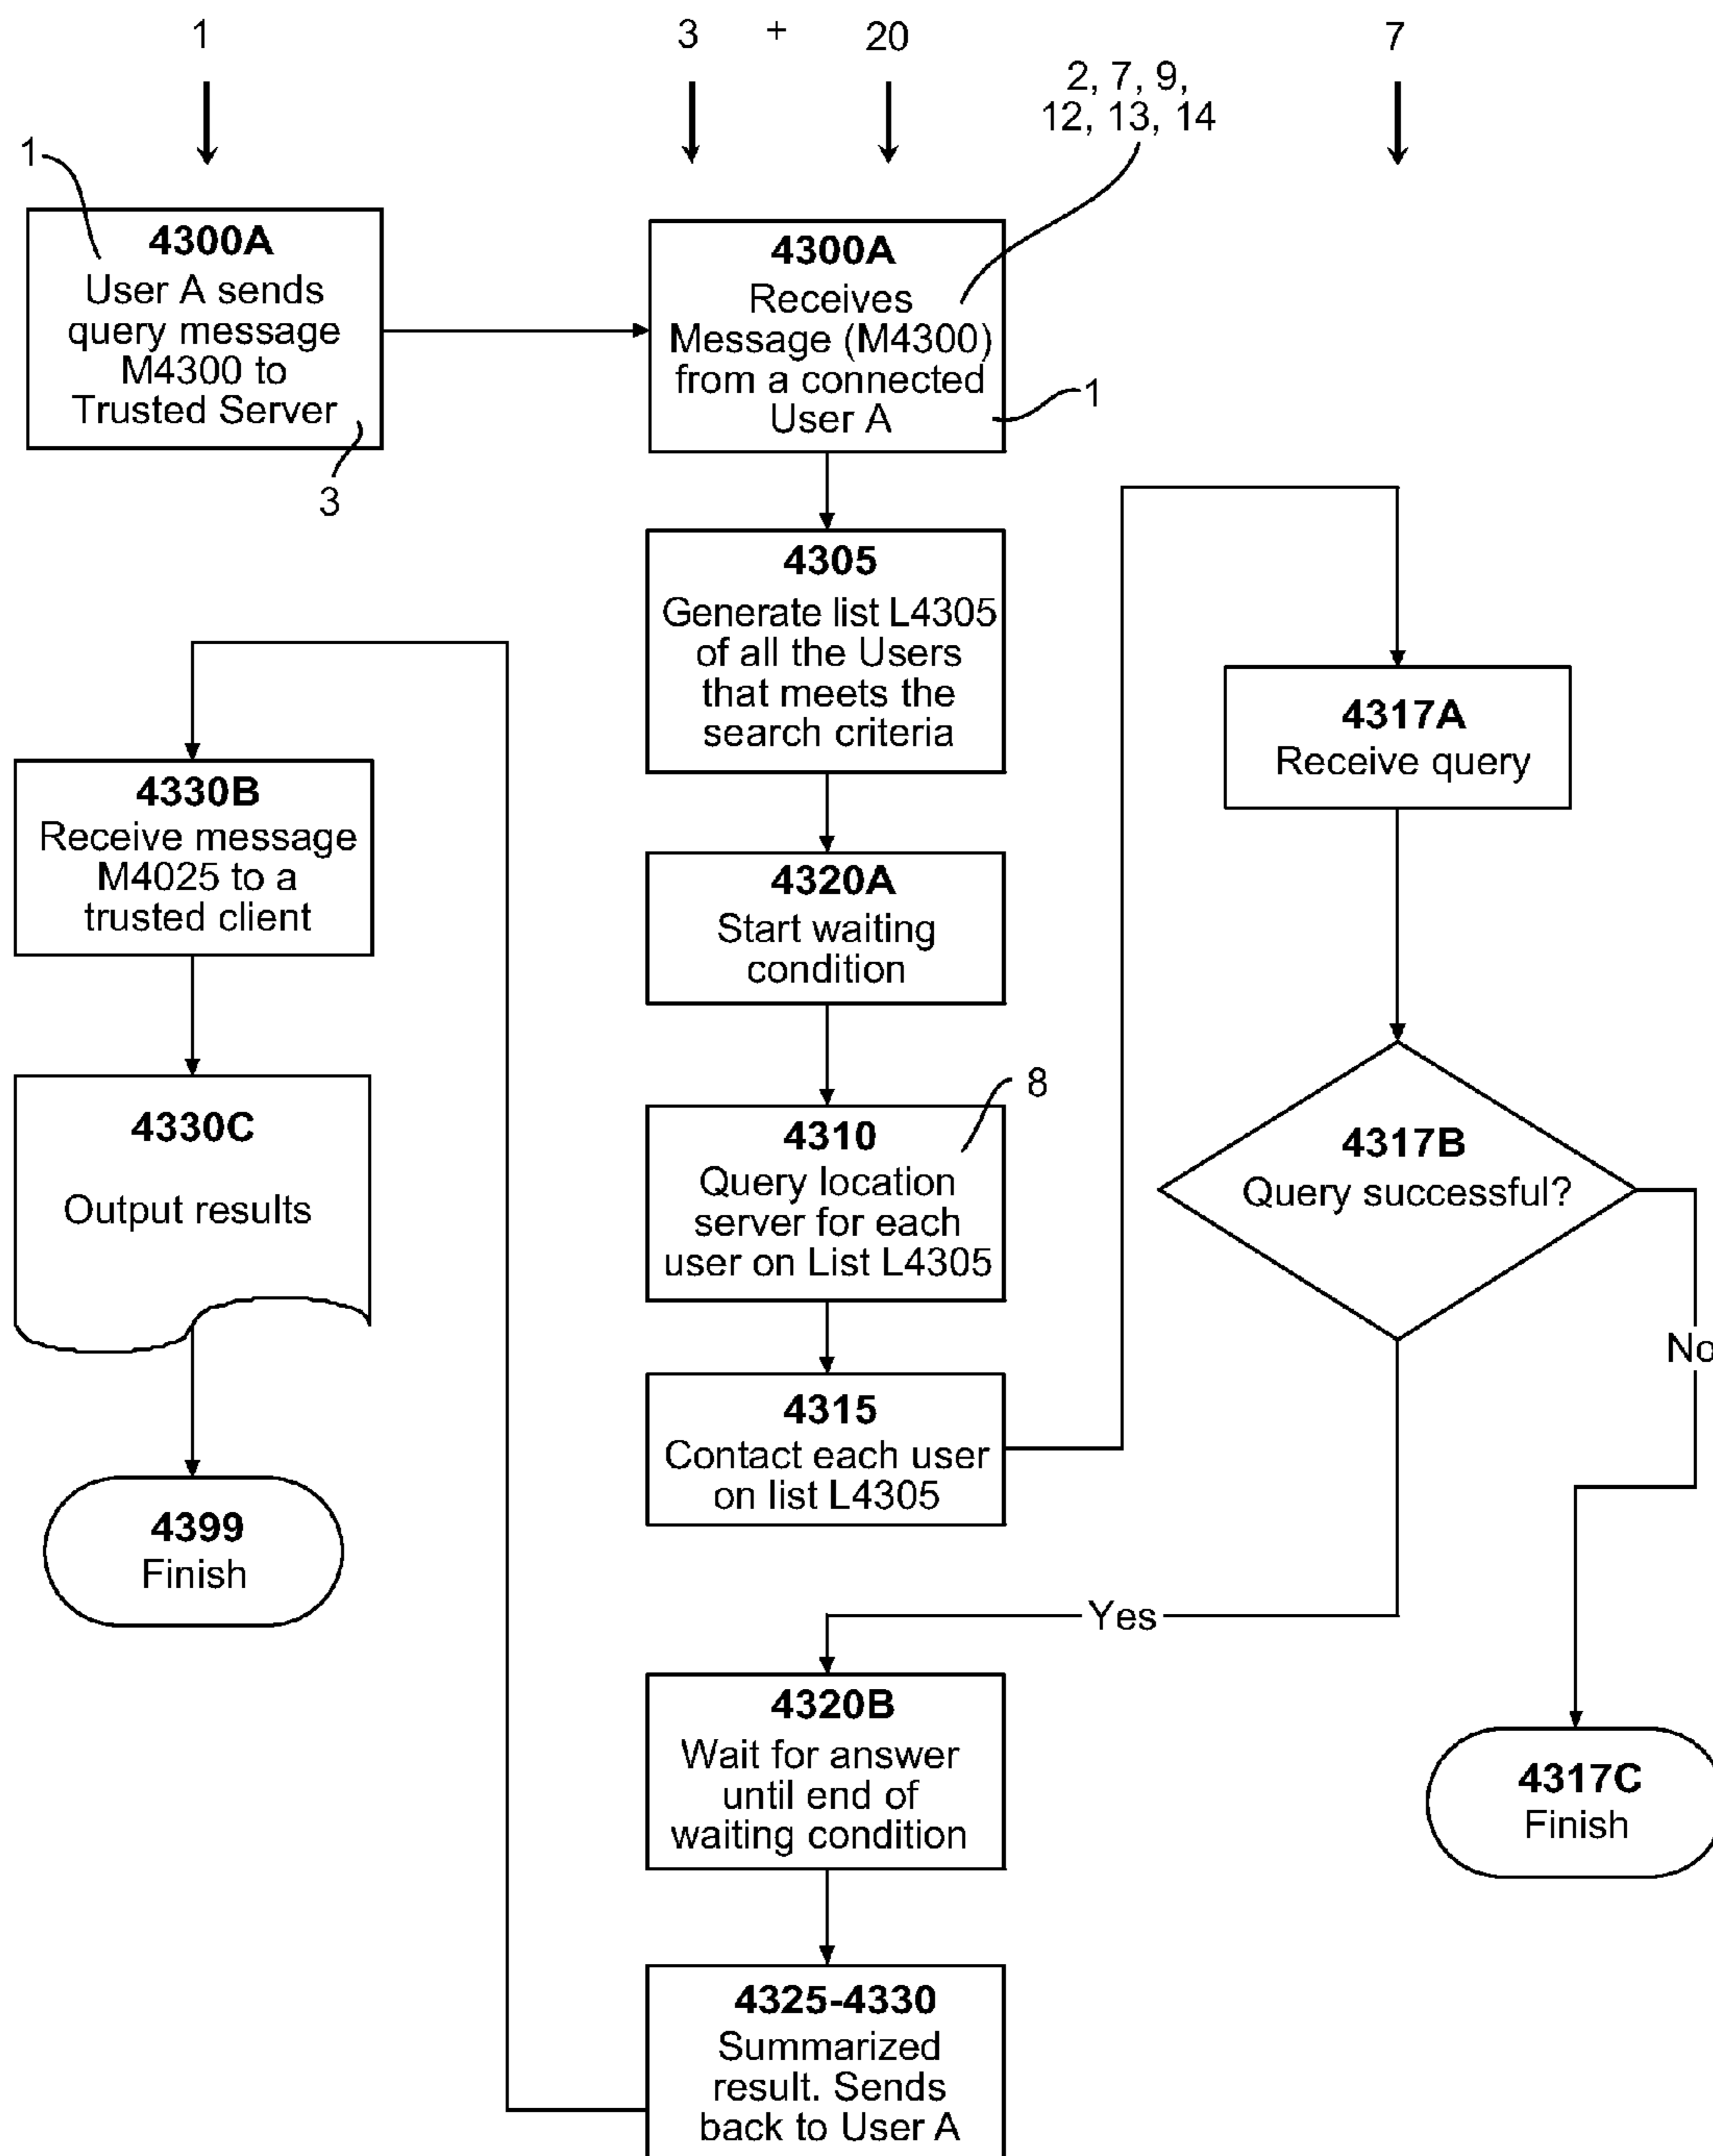 1
3 + 20
7
2, 7, 9,
12, 13, 14
1
4300A
User A sends
query message
M4300 to
Trusted Server
3
4300A
Receives
Message (M4300)
from a connected
User A
1
4305
Generate list L4305
of all the Users
that meets the
search criteria
4317A
Receive query
4330B
Receive message
M4025 to a
trusted client
4320A
Start waiting
condition
8
4310
Query location
server for each
user on List L4305
4317B
Query successful?
4330C
Output results
No
4315
Contact each user
on list L4305
4399
Finish
Yes
4320B
Wait for answer
until end of
waiting condition
4317C
Finish
4325-4330
Summarized
result. Sends
back to User A